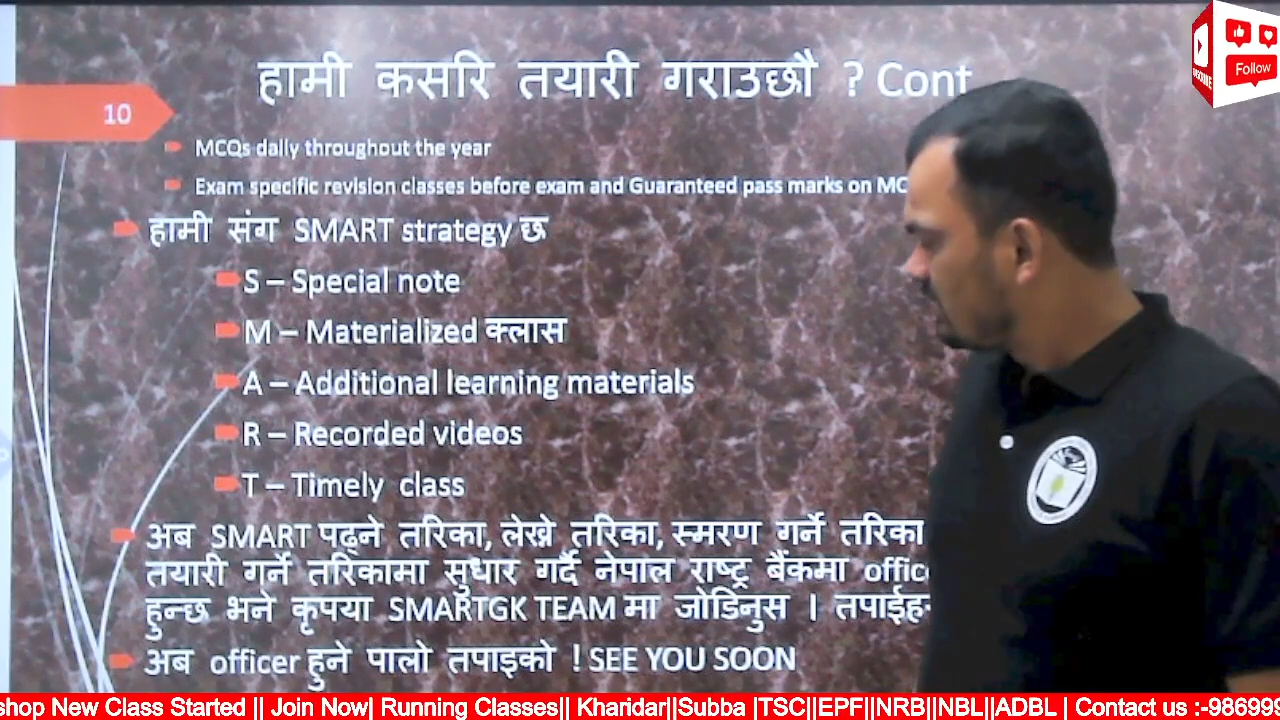 हामी कसरि तयारी गराउछौ ? Cont
10
MCQs daily throughout the year
Exam specific revision classes before exam and Guaranteed pass marks on MC
हामी संग SMART strategy छ
S – Special note
M – Materialized क्लास
A – Additional learning materials
R – Recorded videos
T – Timely class
अब SMART पढ्ने तरिका, लेख्ने तरिका, स्मरण गर्ने तरिका
तयारी गर्ने तरिकामा सुधार गर्दै नेपाल राष्ट्र बैंकमा office
हुन्छ भने कृपया SMARTGK TEAM मा जोडिनुस । तपाईह
अब officer हुने पालो तपाइको ! SEE YOU SOON
Follow
shop New Class Started || Join Now| Running Classes|| Kharidar||Subba |TSC||EPF||NRB||NBL||ADBL | Contact us :-986999